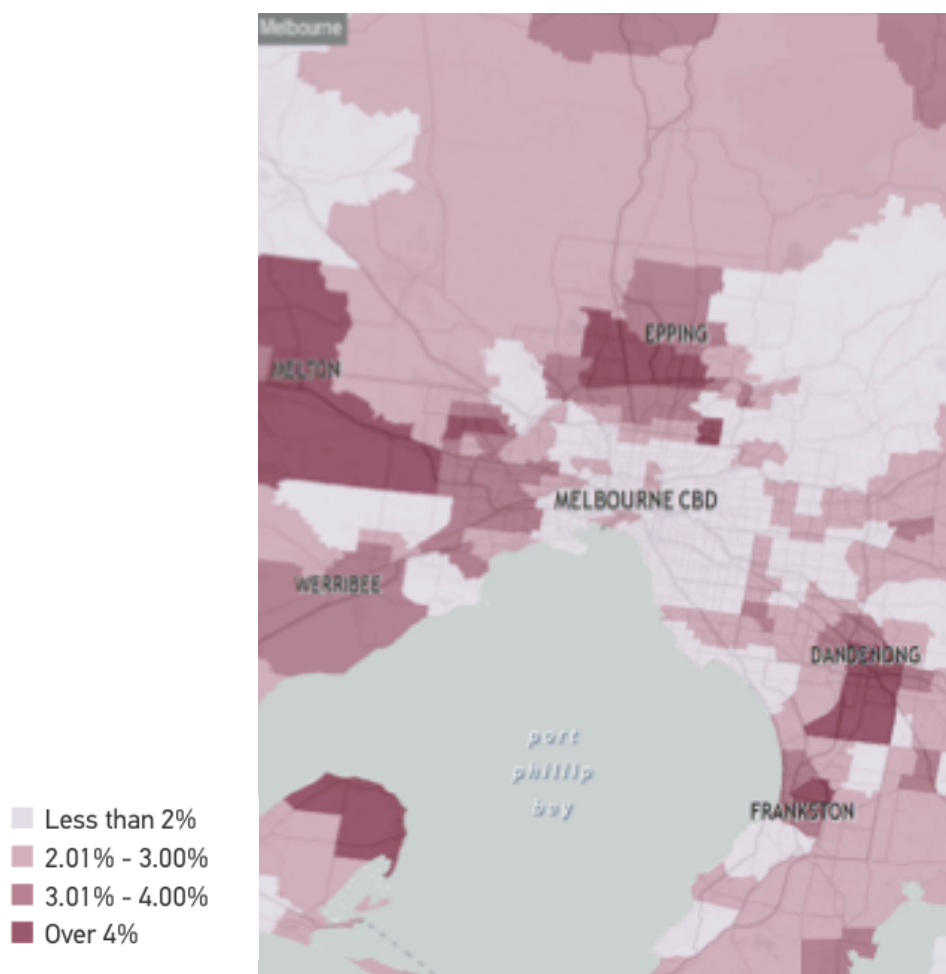 Melbourne
EPPING
MELTON
MELBOURNE CBD
WERRIBEE
DANDENONG
port
phillip
bay
FRANKSTON
Less than 2%
2.01% - 3.00%
3.01% - 4.00%
Over 4%